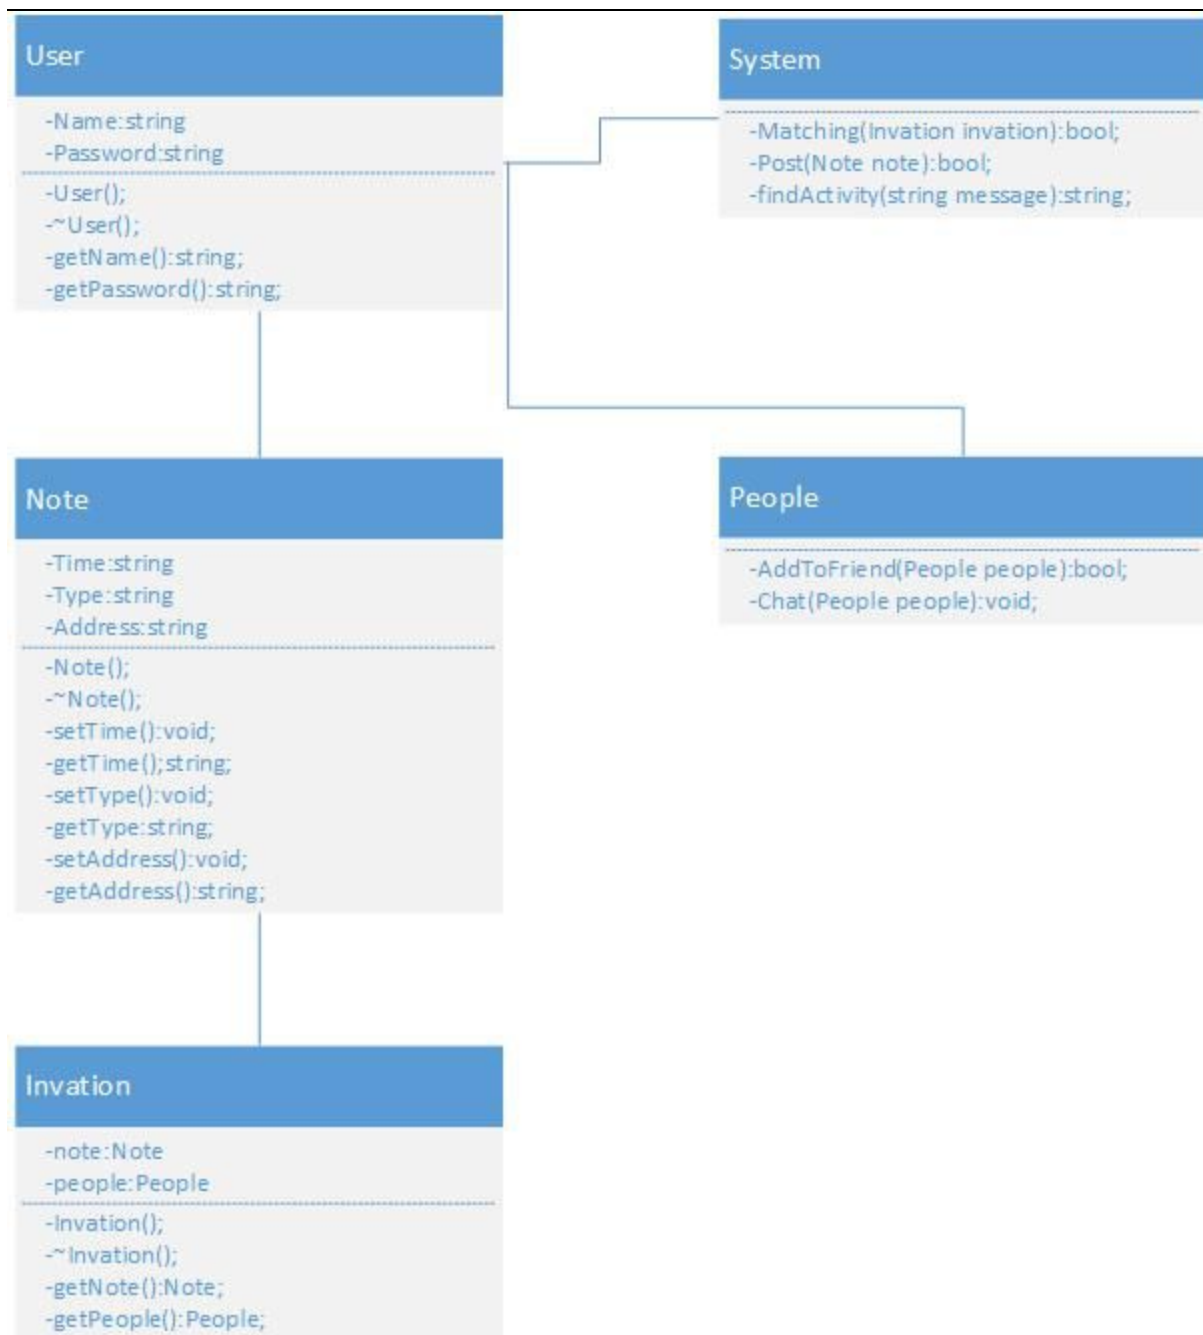 User
-Name:string
-Password:string
-User();
-~User();
-getName():string;
-getPassword():string;
System
-Matching(Invation invation):bool;
-Post(Note note):bool;
-findActivity(string message):string;
Note
-Time:string
-Type:string
-Address:string
-Note();
-~Note();
-setTime():void;
-getTime();string;
-setType():void;
-getType:string;
-setAddress():void;
-getAddress():string;
People
-AddToFriend(People people):bool;
-Chat(People people):void;
Invation
-note:Note
-people:People
-Invation();
-~Invation();
-getNote():Note;
-getPeople():People;